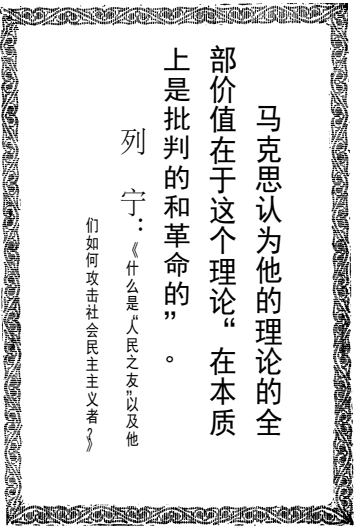 马克思认为他的理论的全
部价值在于这个理论“在本质
上是批判的和革命的”。
列 宁：《什么是“人民之友”以及他
们如何攻击社会民主主义者？》